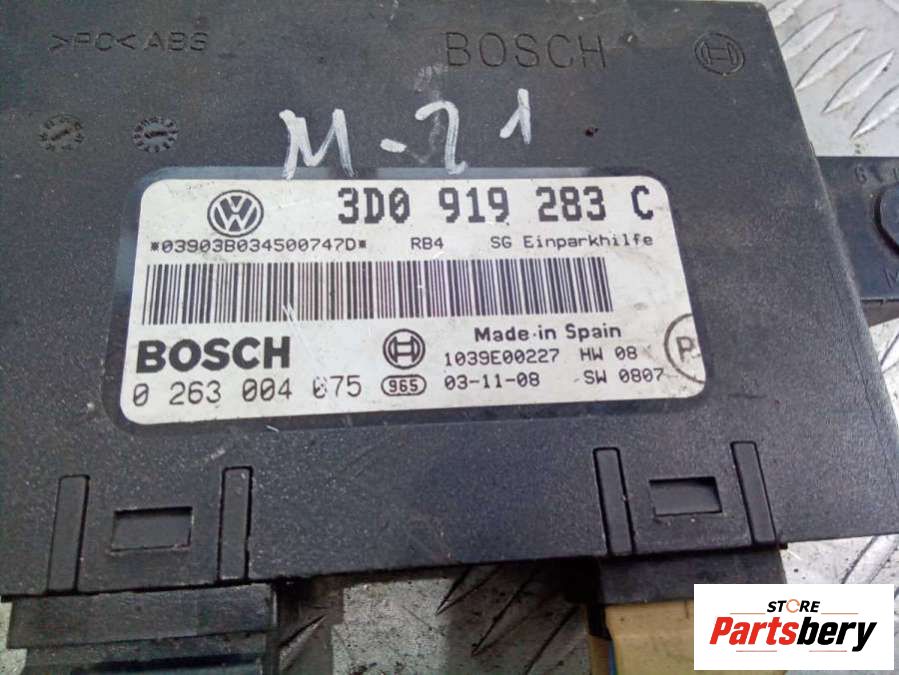 >PC<ABS
BOSCH
M-21
3D0 919 283 C
*03903B034500747D* RB4 SG Einparkhilfe
BOSCH
Made in Spain
1039E00227 HW 08
P
0 263 004 075 965 03-11-08 SW 0807
STORE
Partsbery